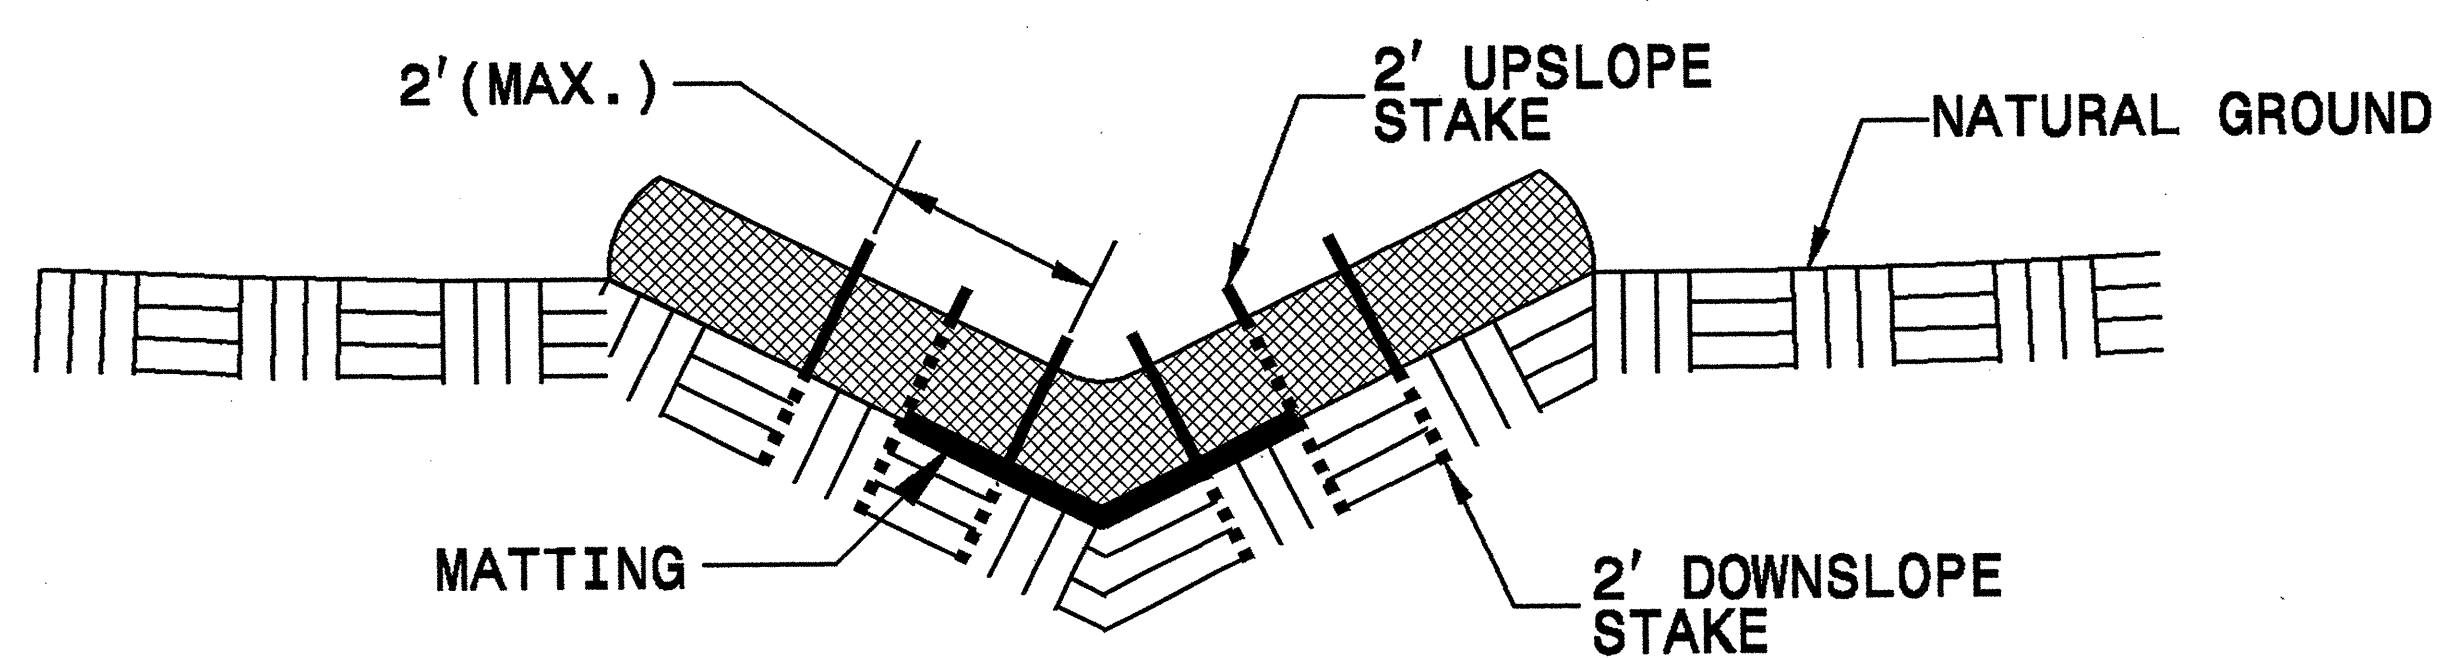 2'(MAX.)
2' UPSLOPE
STAKE
NATURAL GROUND
MATTING
2' DOWNSLOPE
STAKE